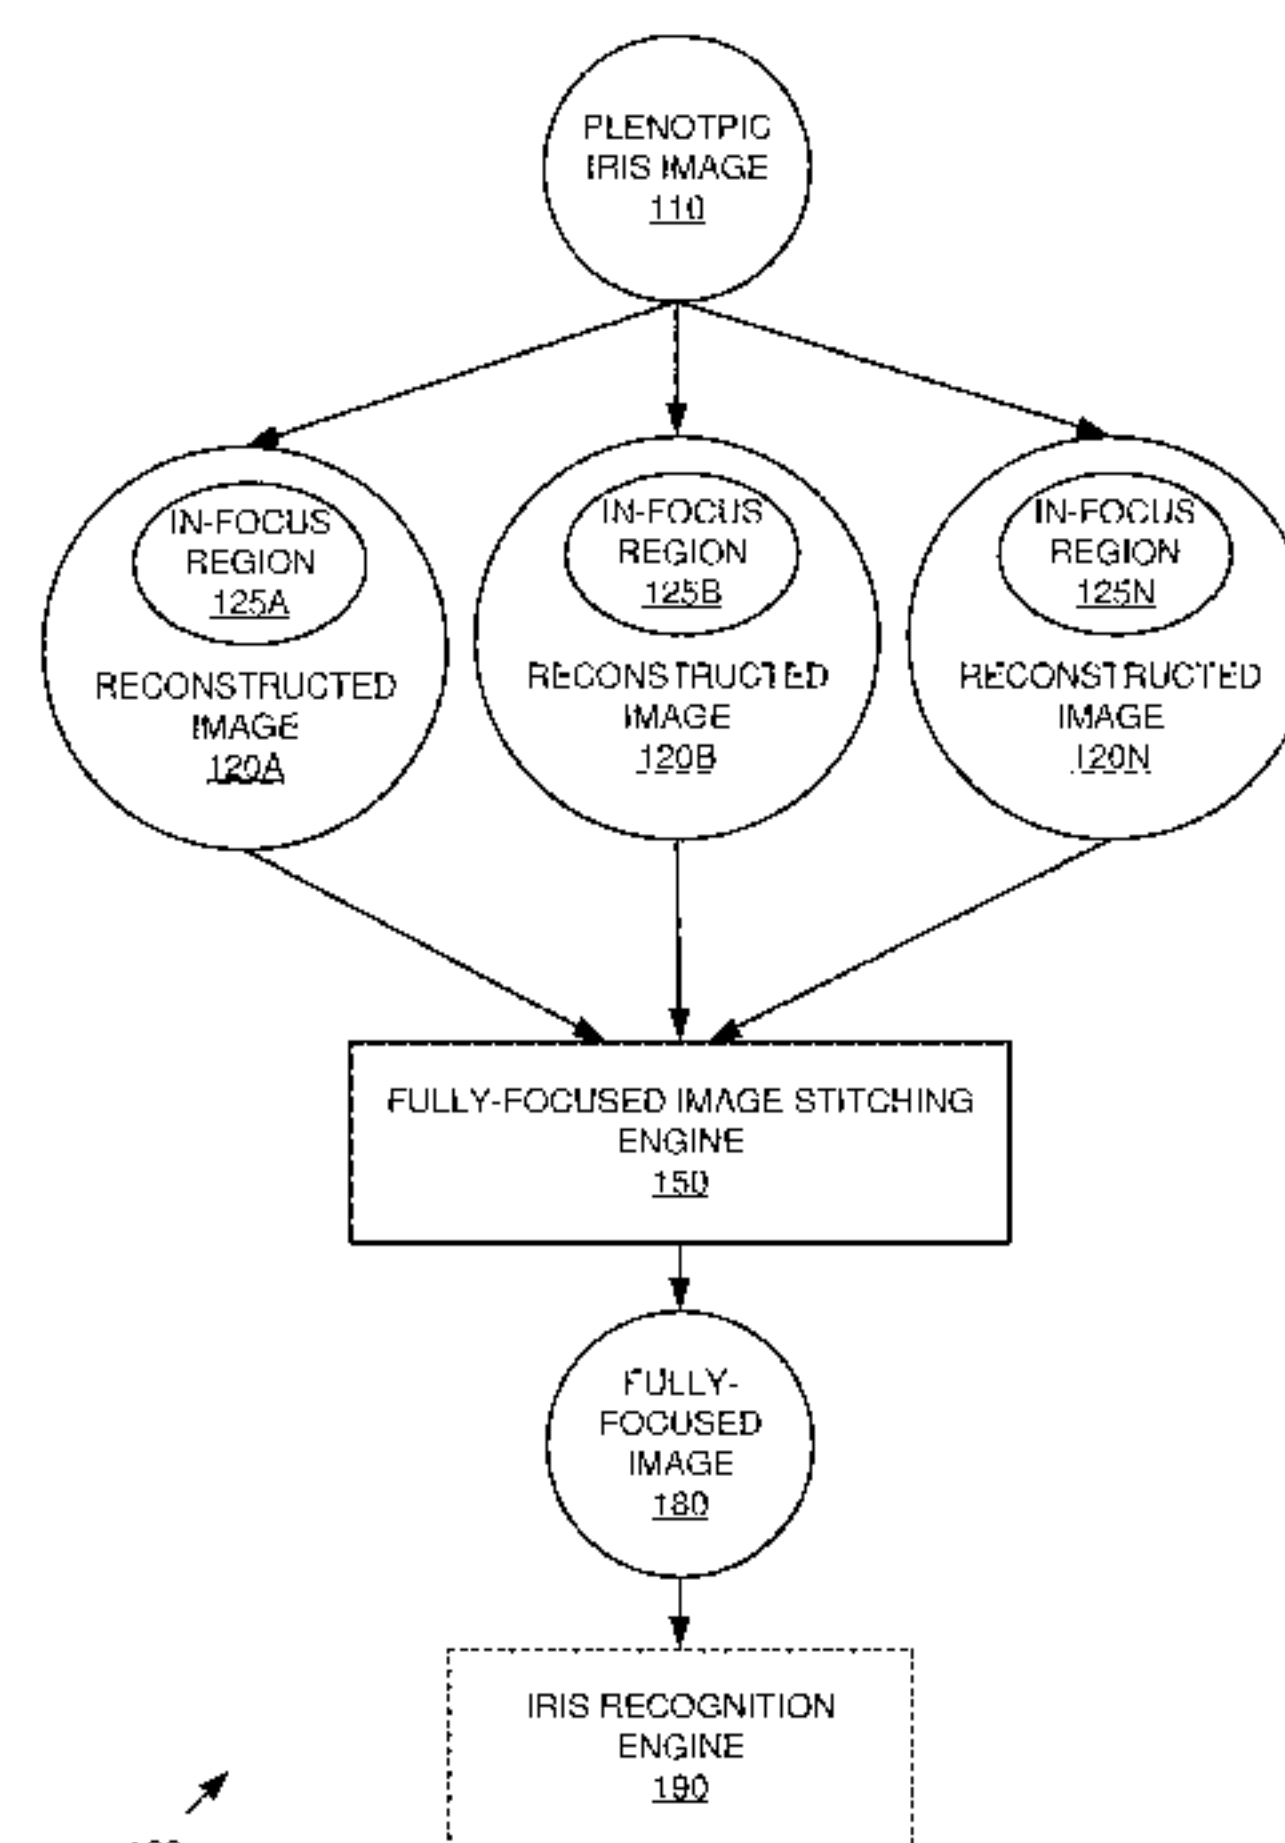 PLENOTPIC
IRIS IMAGE
110
IN-FOCUS
REGION
125A
RECONSTRUCTED
IMAGE
120A
IN-FOCUS
REGION
125B
RECONSTRUCTED
IMAGE
120B
IN-FOCUS
REGION
125N
RECONSTRUCTED
IMAGE
120N
FULLY-FOCUSED IMAGE STITCHING
ENGINE
150
FULLY-
FOCUSED
IMAGE
180
IRIS RECOGNITION
ENGINE
190